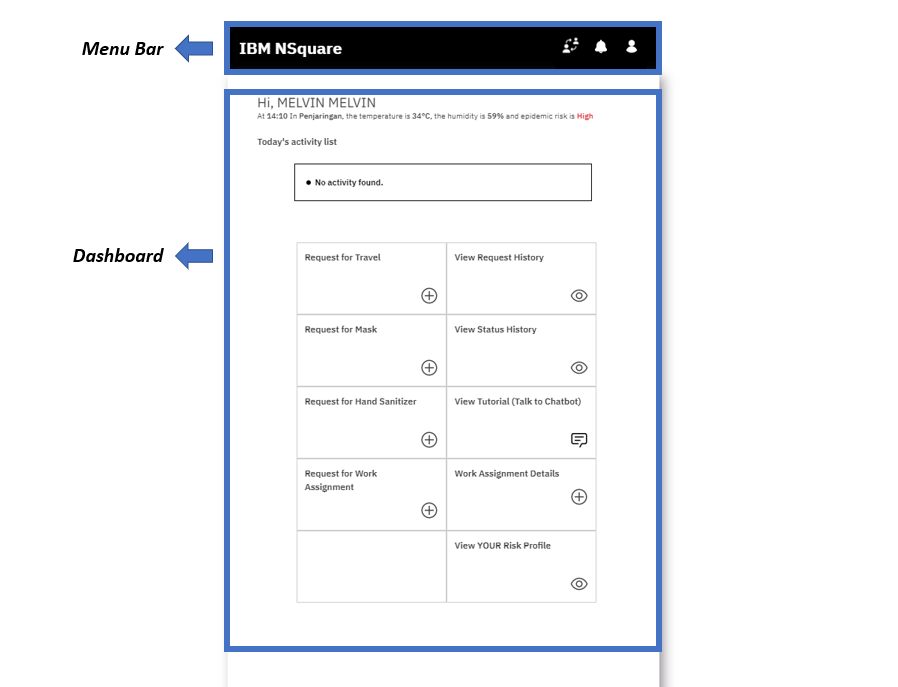 Menu Bar
IBM NSquare
Hi, MELVIN MELVIN
At 14:10 In Penjaringan, the temperature is 34°C, the humidity is 59% and epidemic risk is High
Today's activity list
● No activity found.
Dashboard
Request for Travel
View Request History
Request for Mask
View Status History
Request for Hand Sanitizer
View Tutorial (Talk to Chatbot)
Request for Work
Assignment
Work Assignment Details
View YOUR Risk Profile